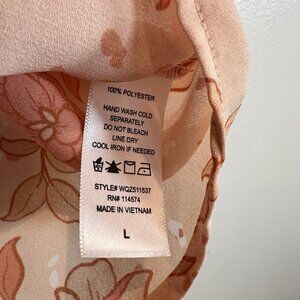 100% POLYESTER
HAND WASH COLD
SEPARATELY
DO NOT BLEACH
LINE DRY
COOL IRON IF NEEDED
STYLE# WQZ511537
RN# 114574
MADE IN VIETNAM
L